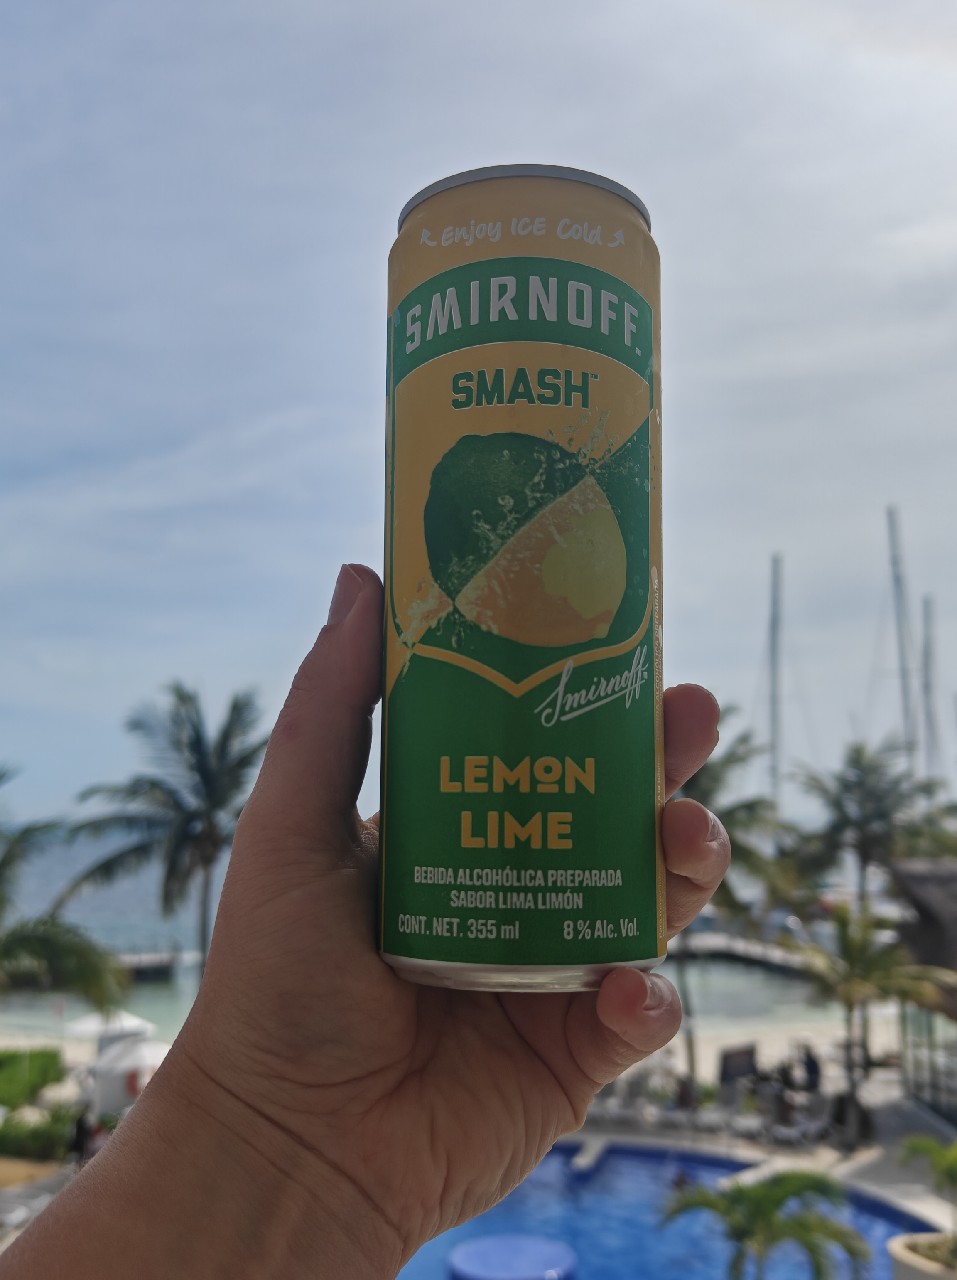 Enjoy ICE Cold
SMIRNOFF
SMASH™
Smirnoff
LEMON
LIME
BEBIDA ALCOHÓLICA PREPARADA
SABOR LIMA LIMÓN
CONT. NET. 355 ml 8 % Alc. Vol.